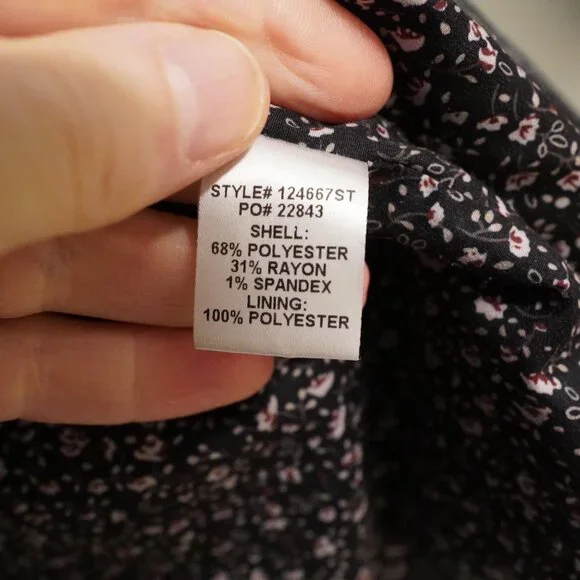 STYLE# 124667ST
PO# 22843
SHELL:
68% POLYESTER
31% RAYON
1% SPANDEX
LINING:
100% POLYESTER